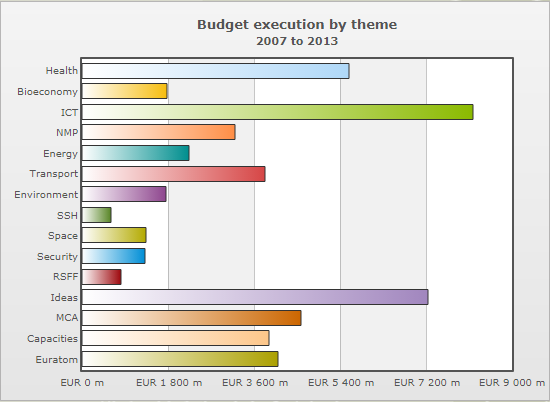 Budget execution by theme
2007 to 2013
Health
Bioeconomy
ICT
NMP
Energy
Transport
Environment
SSH
Space
Security
RSFF
Ideas
MCA
Capacities
Euratom
EUR 0 m EUR 1 800 m EUR 3 600 m EUR 5 400 m EUR 7 200 m EUR 9 000 m